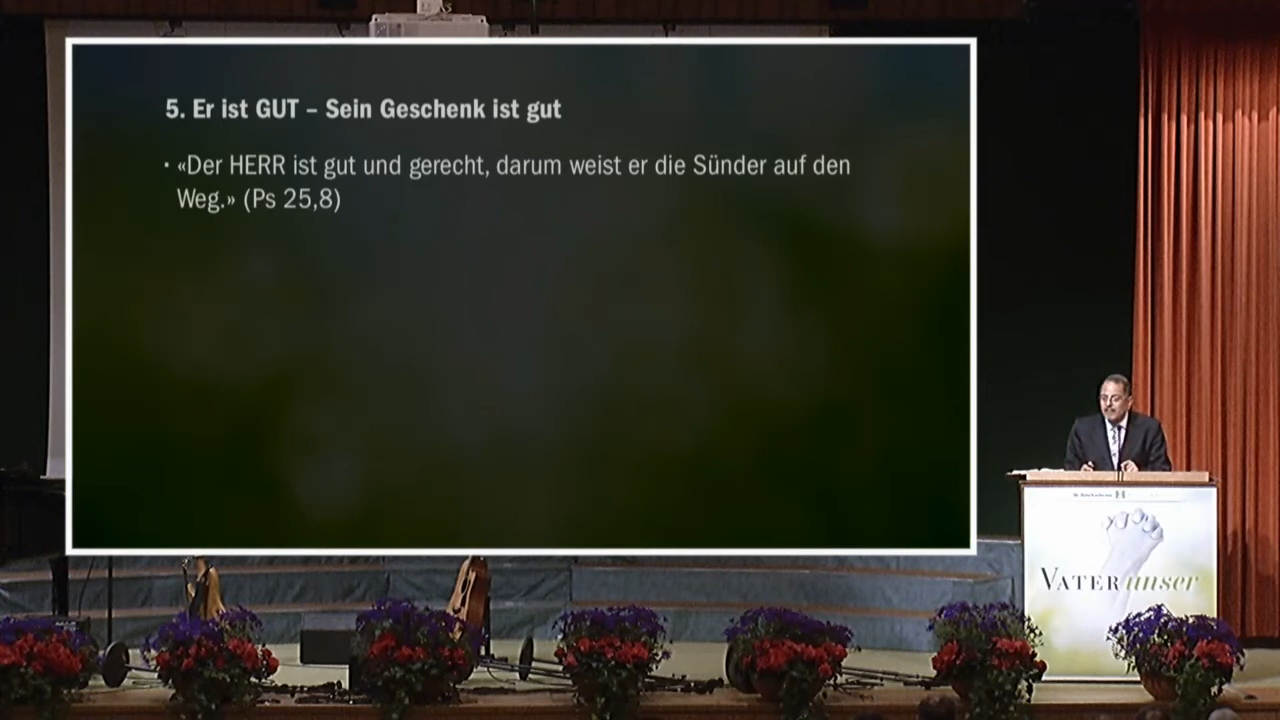 5. Er ist GUT – Sein Geschenk ist gut
· «Der HERR ist gut und gerecht, darum weist er die Sünder auf den
Weg.» (Ps 25,8)
VATER unser